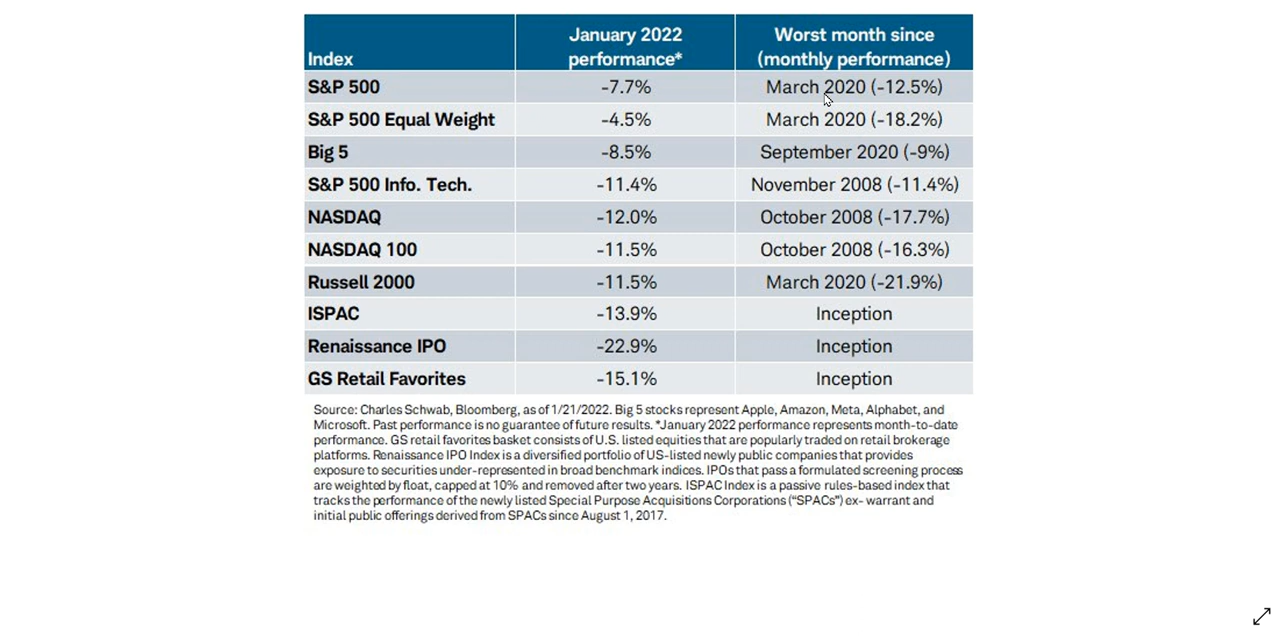 Index January 2022 performance* Worst month since (monthly performance)
S&P 500 -7.7% March 2020 (-12.5%)
S&P 500 Equal Weight -4.5% March 2020 (-18.2%)
Big 5 -8.5% September 2020 (-9%)
S&P 500 Info. Tech. -11.4% November 2008 (-11.4%)
NASDAQ -12.0% October 2008 (-17.7%)
NASDAQ 100 -11.5% October 2008 (-16.3%)
Russell 2000 -11.5% March 2020 (-21.9%)
ISPAC -13.9% Inception
Renaissance IPO -22.9% Inception
GS Retail Favorites -15.1% Inception
Source: Charles Schwab, Bloomberg, as of 1/21/2022. Big 5 stocks represent Apple, Amazon, Meta, Alphabet, and
Microsoft. Past performance is no guarantee of future results. *January 2022 performance represents month-to-date
performance. GS retail favorites basket consists of U.S. listed equities that are popularly traded on retail brokerage
platforms. Renaissance IPO Index is a diversified portfolio of US-listed newly public companies that provides
exposure to securities under-represented in broad benchmark indices. IPOs that pass a formulated screening process
are weighted by float, capped at 10% and removed after two years. ISPAC Index is a passive rules-based index that
tracks the performance of the newly listed Special Purpose Acquisitions Corporations (“SPACs”) ex- warrant and
initial public offerings derived from SPACs since August 1, 2017.